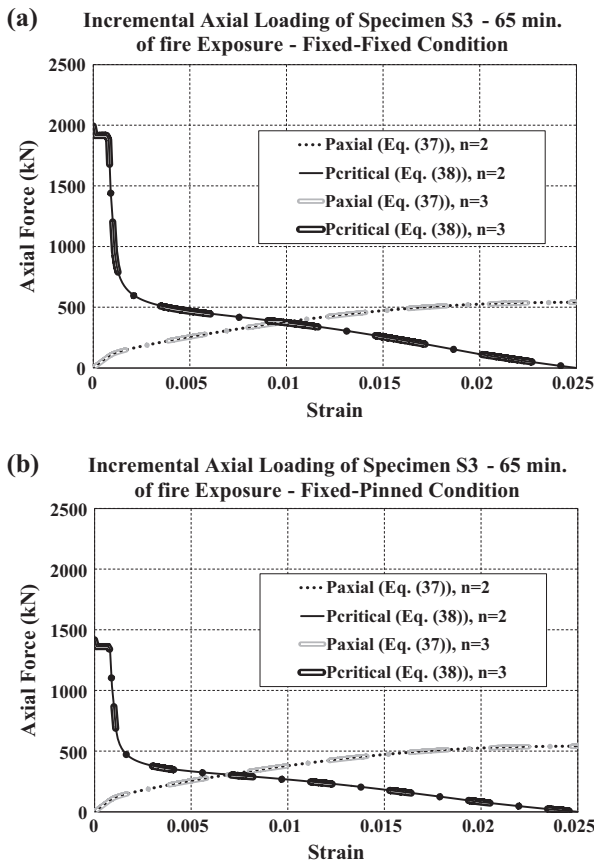 (a) Incremental Axial Loading of Specimen S3 - 65 min.
of fire Exposure - Fixed-Fixed Condition
2500
2000
1500
1000
500
0
Axial Force (kN)
Paxial (Eq. (37)), n=2
Pcritical (Eq. (38)), n=2
Paxial (Eq. (37)), n=3
Pcritical (Eq. (38)), n=3
0 0.005 0.01 0.015 0.02 0.025
Strain
(b) Incremental Axial Loading of Specimen S3 - 65 min.
of fire Exposure - Fixed-Pinned Condition
2500
2000
1500
1000
500
0
Axial Force (kN)
Paxial (Eq. (37)), n=2
Pcritical (Eq. (38)), n=2
Paxial (Eq. (37)), n=3
Pcritical (Eq. (38)), n=3
0 0.005 0.01 0.015 0.02 0.025
Strain